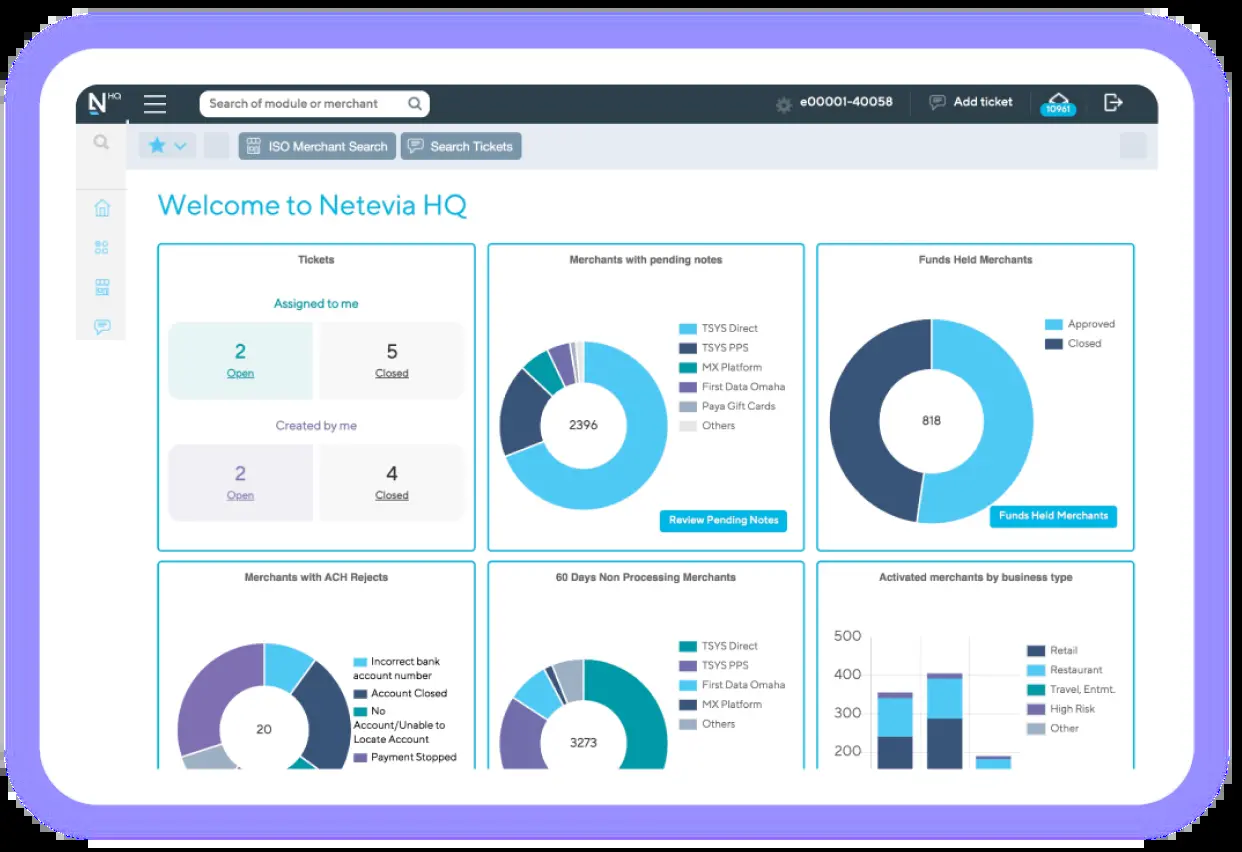 N HQ
Search of module or merchant
e00001-40058
Add ticket
10961
ISO Merchant Search
Search Tickets
Welcome to Netevia HQ
Tickets
Assigned to me
2
Open
5
Closed
Created by me
2
Open
4
Closed
Merchants with pending notes
2396
TSYS Direct
TSYS PPS
MX Platform
First Data Omaha
Paya Gift Cards
Others
Review Pending Notes
Funds Held Merchants
818
Approved
Closed
Funds Held Merchants
Merchants with ACH Rejects
20
Incorrect bank
account number
Account Closed
No
Account/Unable to
Locate Account
Payment Stopped
60 Days Non Processing Merchants
3273
TSYS Direct
TSYS PPS
First Data Omaha
MX Platform
Others
Activated merchants by business type
500
400
300
200
Retail
Restaurant
Travel, Entmt.
High Risk
Other